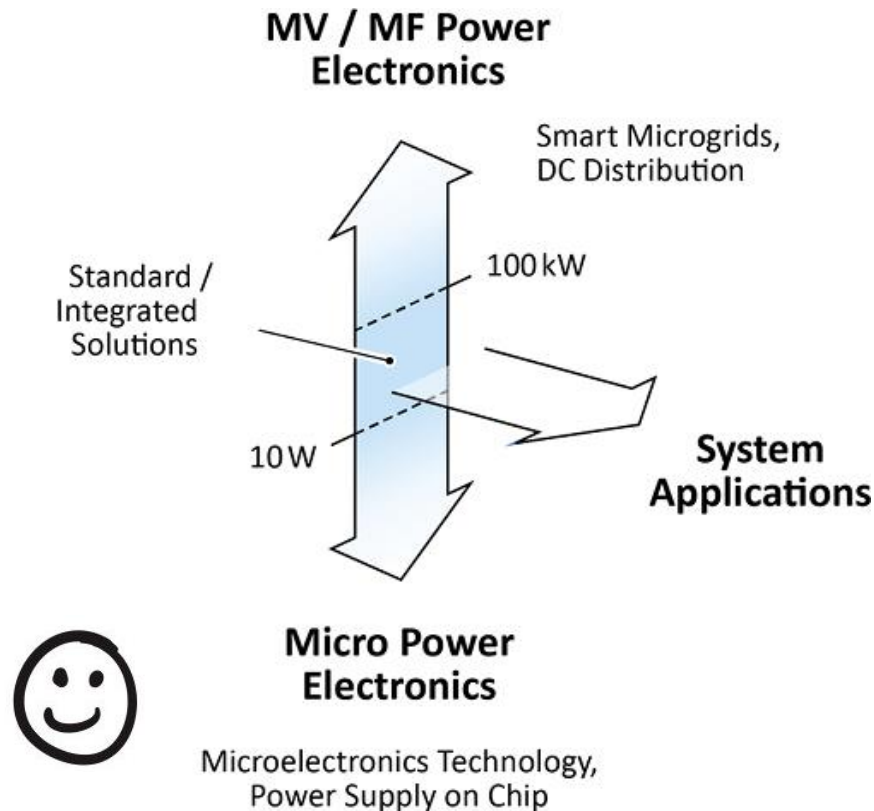 MV / MF Power
Electronics
Smart Microgrids,
DC Distribution
100 kW
Standard /
Integrated
Solutions
10 W
System
Applications
Micro Power
Electronics
Microelectronics Technology,
Power Supply on Chip